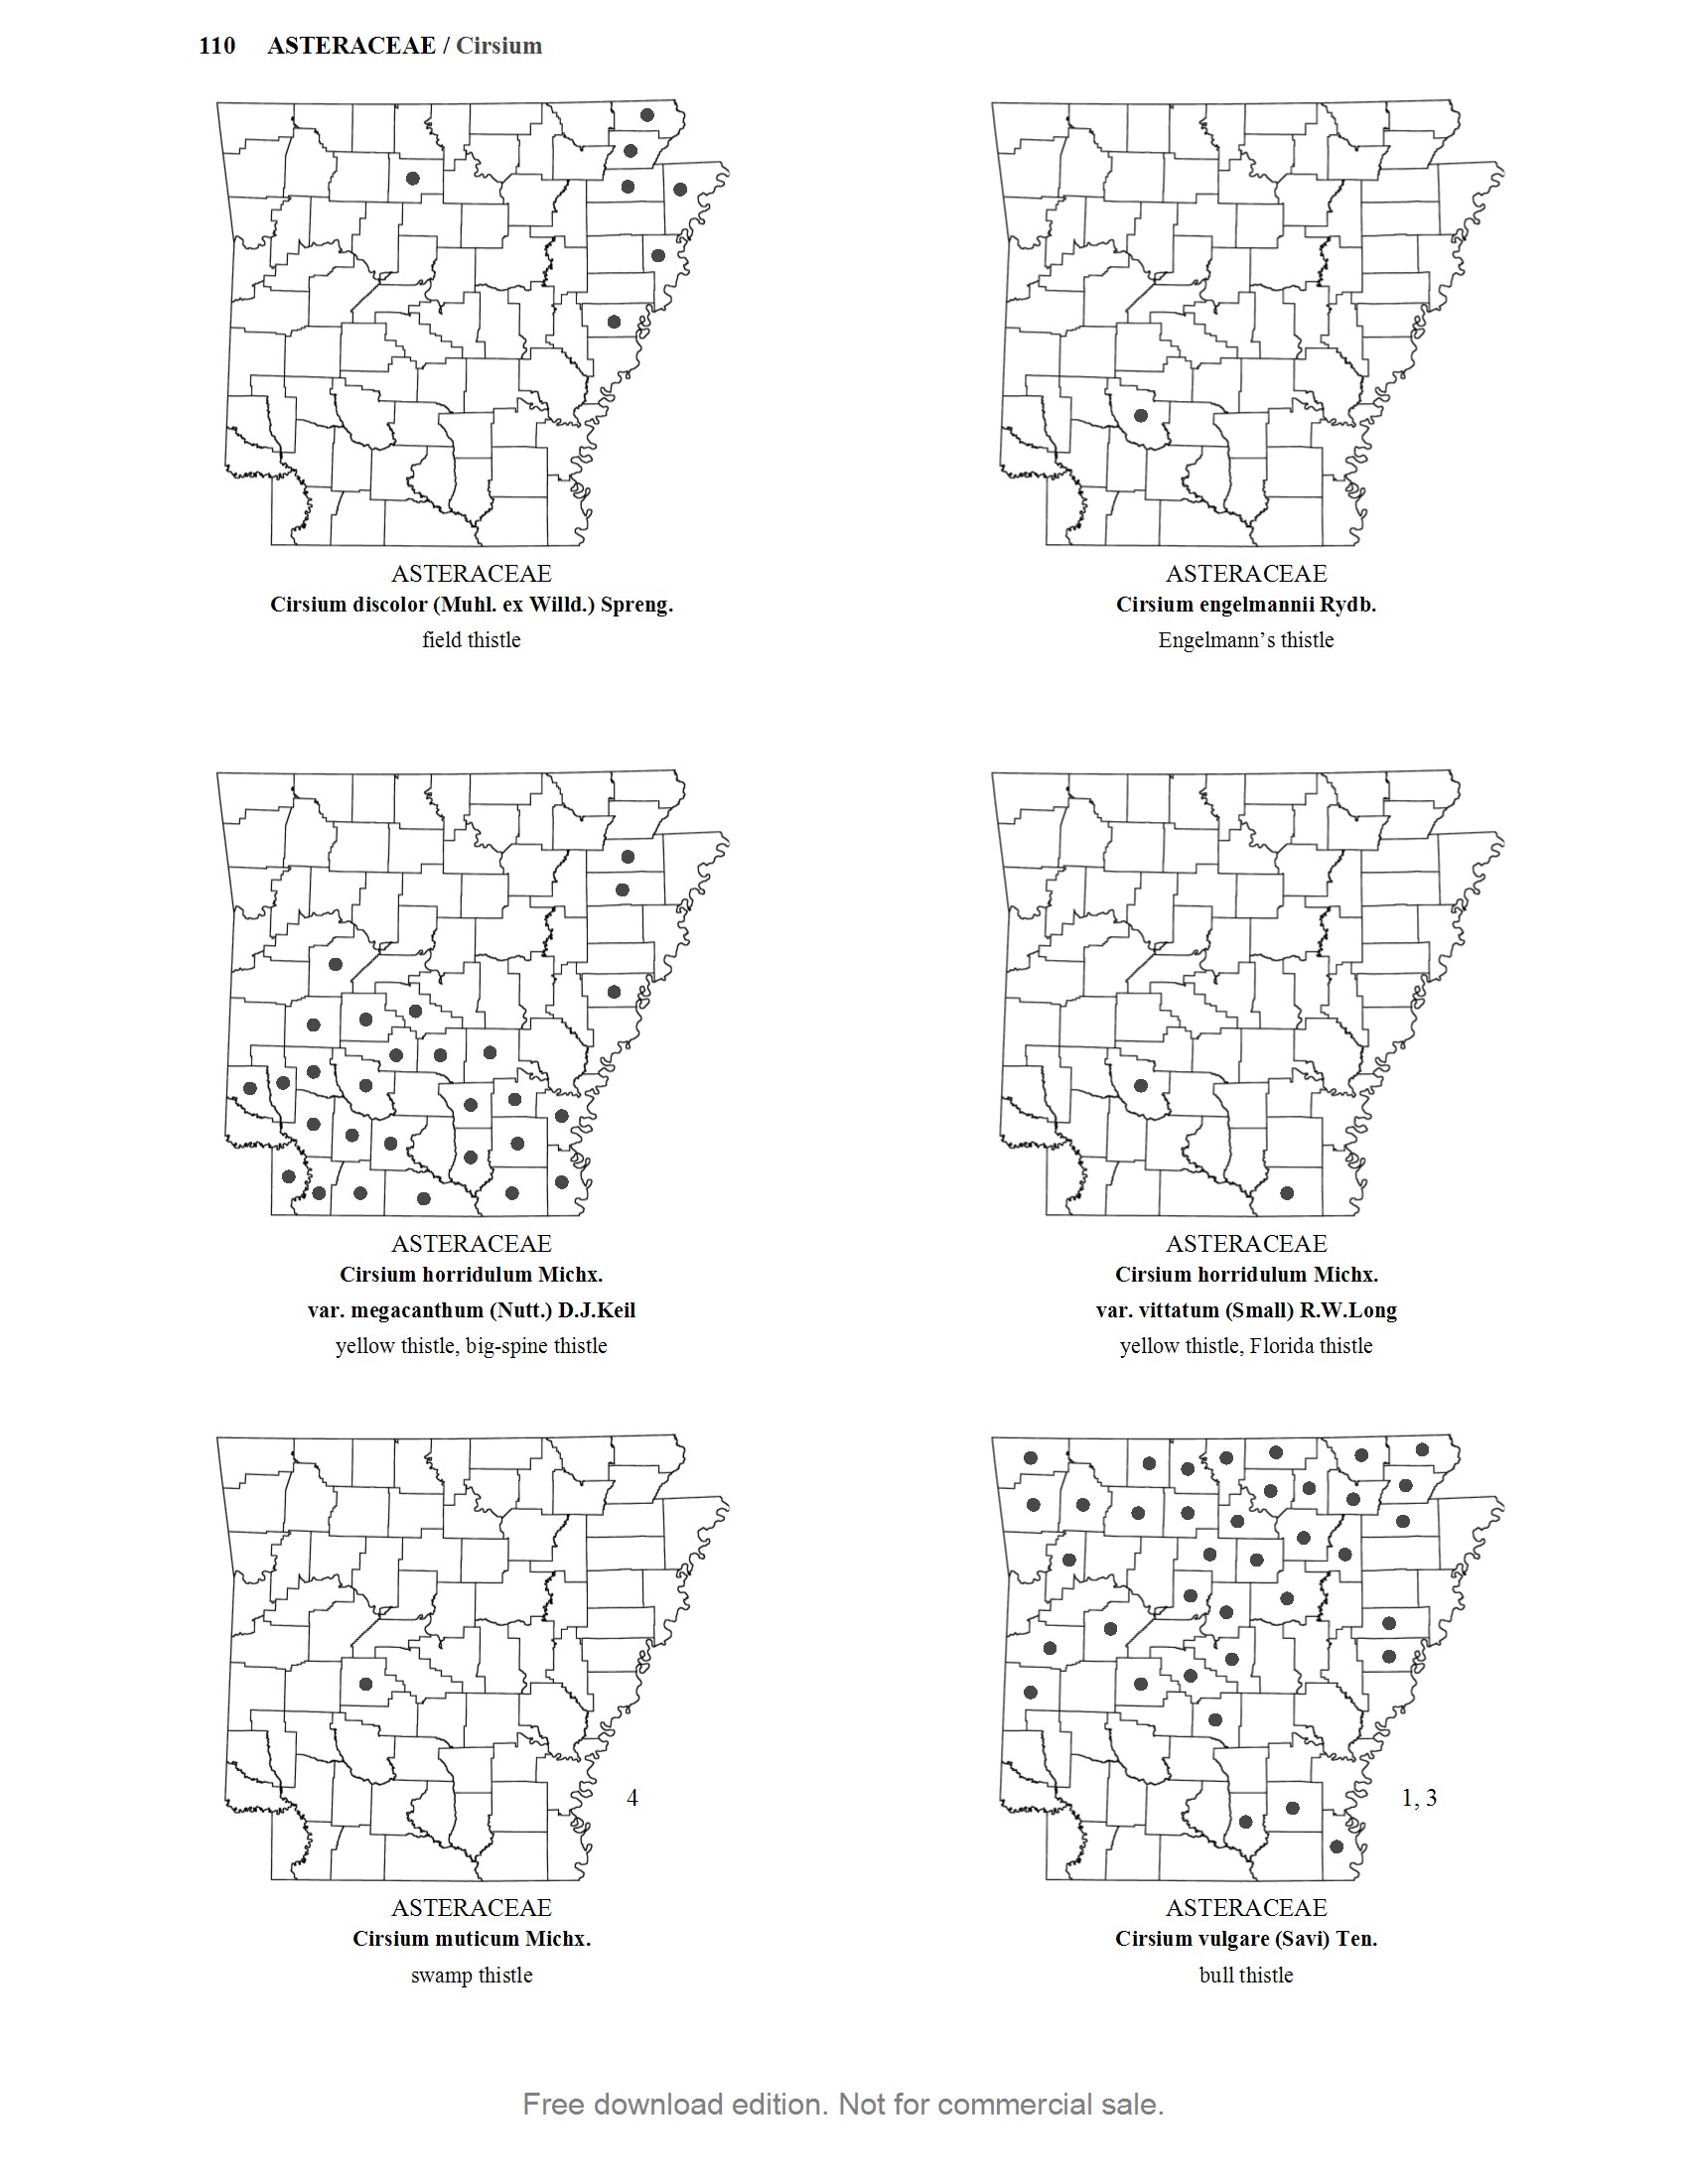 110 ASTERACEAE / Cirsium
ASTERACEAE
Cirsium discolor (Muhl. ex Willd.) Spreng.
field thistle
ASTERACEAE
Cirsium engelmannii Rydb.
Engelmann’s thistle
ASTERACEAE
Cirsium horridulum Michx.
var. megacanthum (Nutt.) D.J.Keil
yellow thistle, big-spine thistle
ASTERACEAE
Cirsium horridulum Michx.
var. vittatum (Small) R.W.Long
yellow thistle, Florida thistle
4
ASTERACEAE
Cirsium muticum Michx.
swamp thistle
1, 3
ASTERACEAE
Cirsium vulgare (Savi) Ten.
bull thistle
Free download edition. Not for commercial sale.